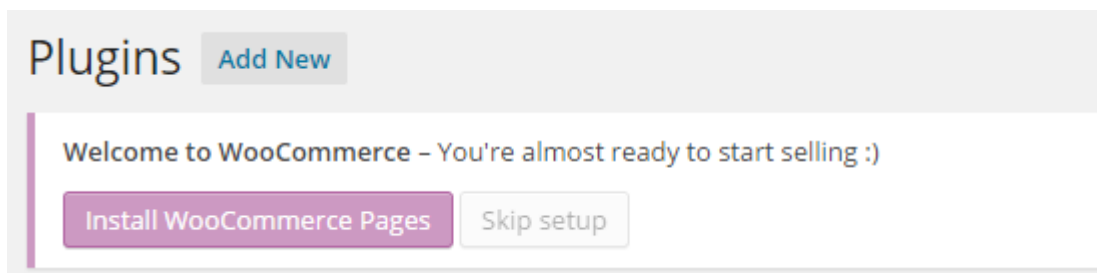 Plugins Add New
Welcome to WooCommerce – You're almost ready to start selling :)
Install WooCommerce Pages Skip setup